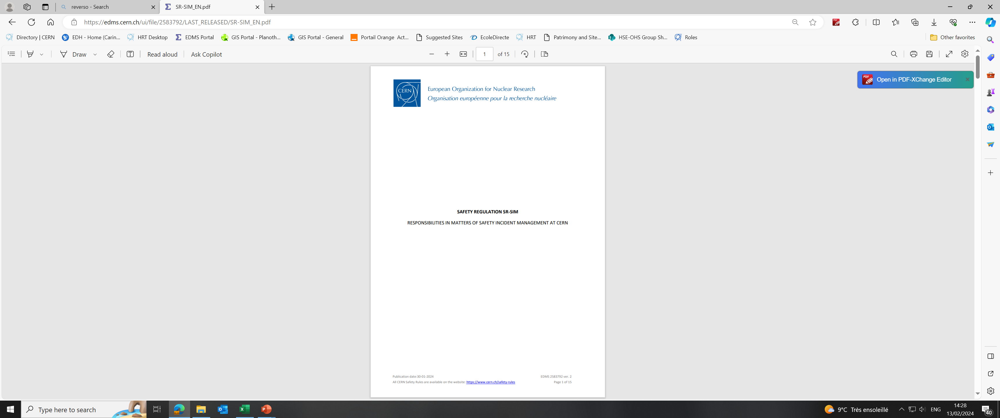 reverso - Search
SR-SIM_EN.pdf
https://edms.cern.ch/ui/file/2583792/LAST_RELEASED/SR-SIM_EN.pdf
Directory | CERN
EDH - Home (Carin...
HRT Desktop
EDMS Portal
GIS Portal - Planoth...
GIS Portal - General
Portail Orange Act...
Suggested Sites
EcoleDirecte
HRT
Patrimony and Site...
HSE-OHS Group Sh...
Roles
Other favorites
Draw
Read aloud
Ask Copilot
1 of 15
PDF Open in PDF-XChange Editor
CERN
European Organization for Nuclear Research
Organisation européenne pour la recherche nucléaire
SAFETY REGULATION SR-SIM
RESPONSIBILITIES IN MATTERS OF SAFETY INCIDENT MANAGEMENT AT CERN
Publication date:30-01-2024
EDMS 2583792 ver. 2
All CERN Safety Rules are available on the website: https://www.cern.ch/safety-rules
Page 1 of 15
Type here to search
9°C Très ensoleillé
ENG
14:28
13/02/2024
40